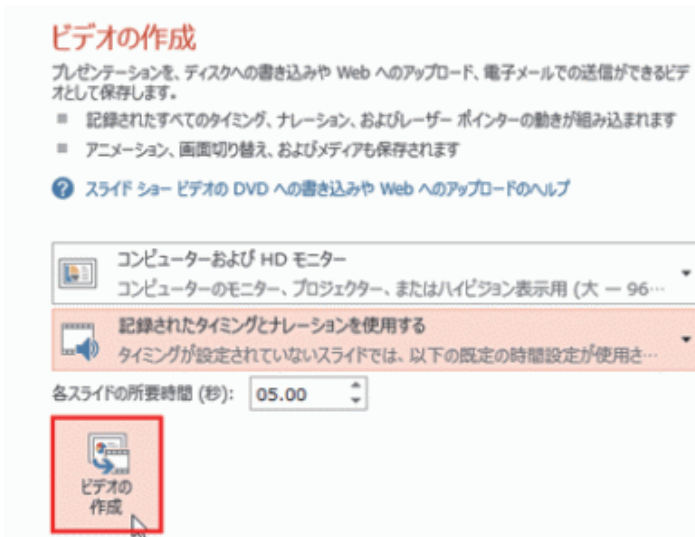 ビデオの作成
プレゼンテーションを、ディスクへの書き込みや Web へのアップロード、電子メールでの送信ができるビデ
オとして保存します。
記録されたすべてのタイミング、ナレーション、およびレーザー ポインターの動きが組み込まれます
アニメーション、画面切り替え、およびメディアも保存されます
スライド ショー ビデオの DVD への書き込みや Web へのアップロードのヘルプ
コンピューターおよび HD モニター
コンピューターのモニター、プロジェクター、またはハイビジョン表示用 (大 — 96…
記録されたタイミングとナレーションを使用する
タイミングが設定されていないスライドでは、以下の既定の時間設定が使用さ…
各スライドの所要時間 (秒): 05.00
ビデオの
作成